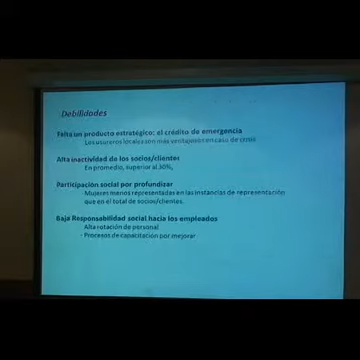 Debilidades
Falta un producto estratégico: el crédito de emergencia
Los usureros locales son más ventajosos en caso de crisis
Alta inactividad de los socios/clientes
En promedio, superior al 30%,
Participación social por profundizar
Mujeres menos representadas en las instancias de representación
que en el total de socios/clientes.
Baja Responsabilidad social hacia los empleados
Alta rotación de personal
- Procesos de capacitación por mejorar